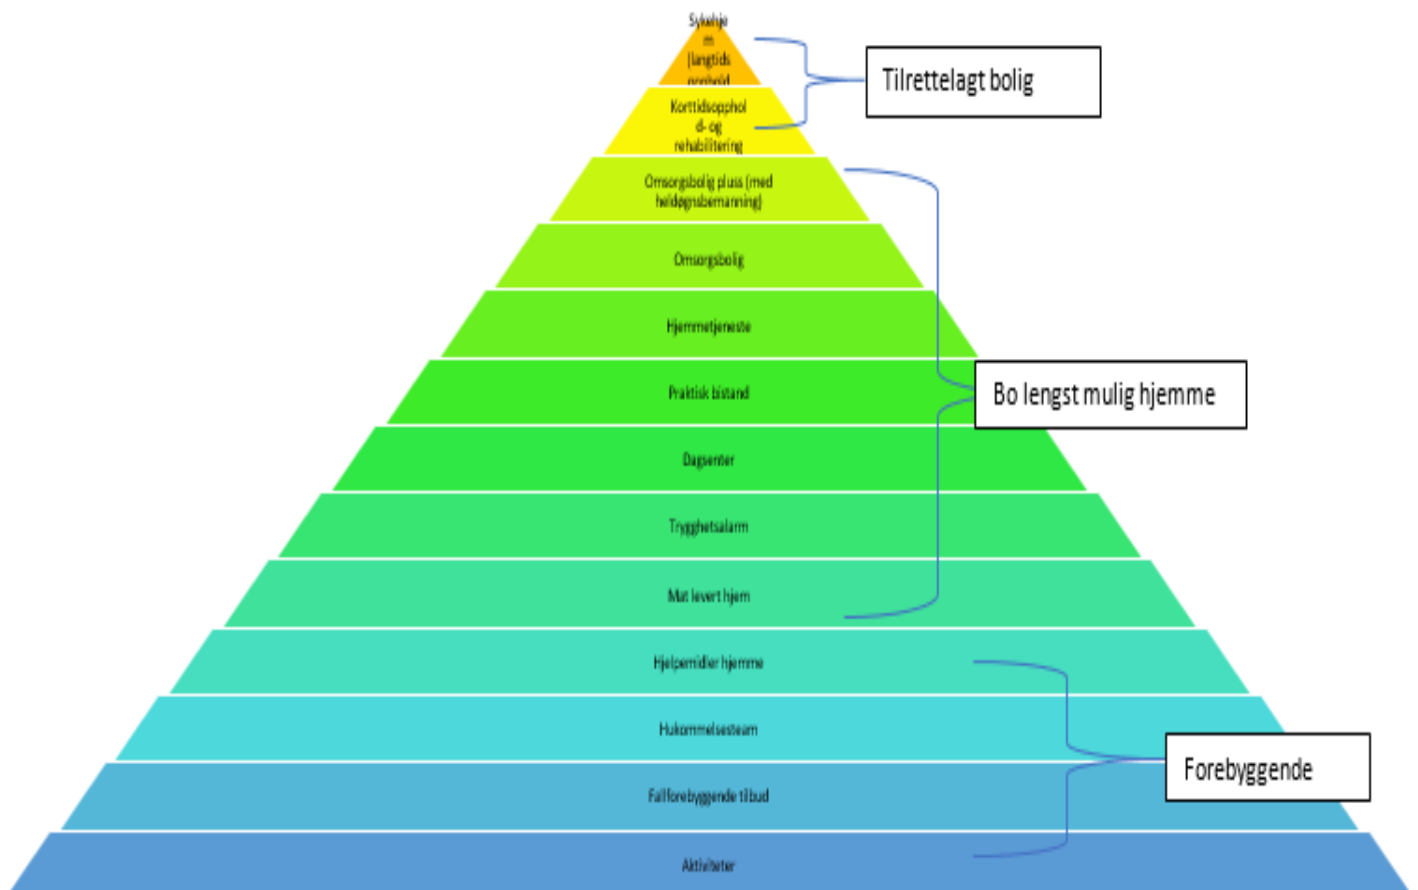 Sykehje
m
(langtids
opphold
Tilrettelagt bolig
Korttidsopphol
d- og
rehabilitering
Omsorgsbolig pluss (med
heldøgnsbemanning)
Omsorgsbolig
Hjemmetjeneste
Praktisk bistand
Bo lengst mulig hjemme
Dagsenter
Trygghetsalarm
Mat levert hjem
Hjelpemidler hjemme
Hukommelsesteam
Forebyggende
Fallforebyggende tilbud
Aktiviteter